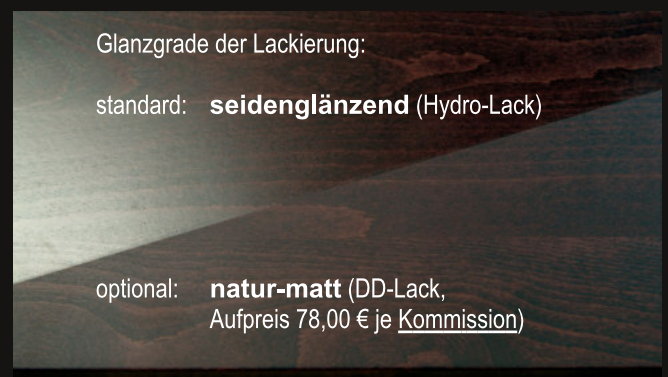 Glanzgrade der Lackierung:
standard: seidenglänzend (Hydro-Lack)
optional: natur-matt (DD-Lack,
Aufpreis 78,00 € je Kommission)